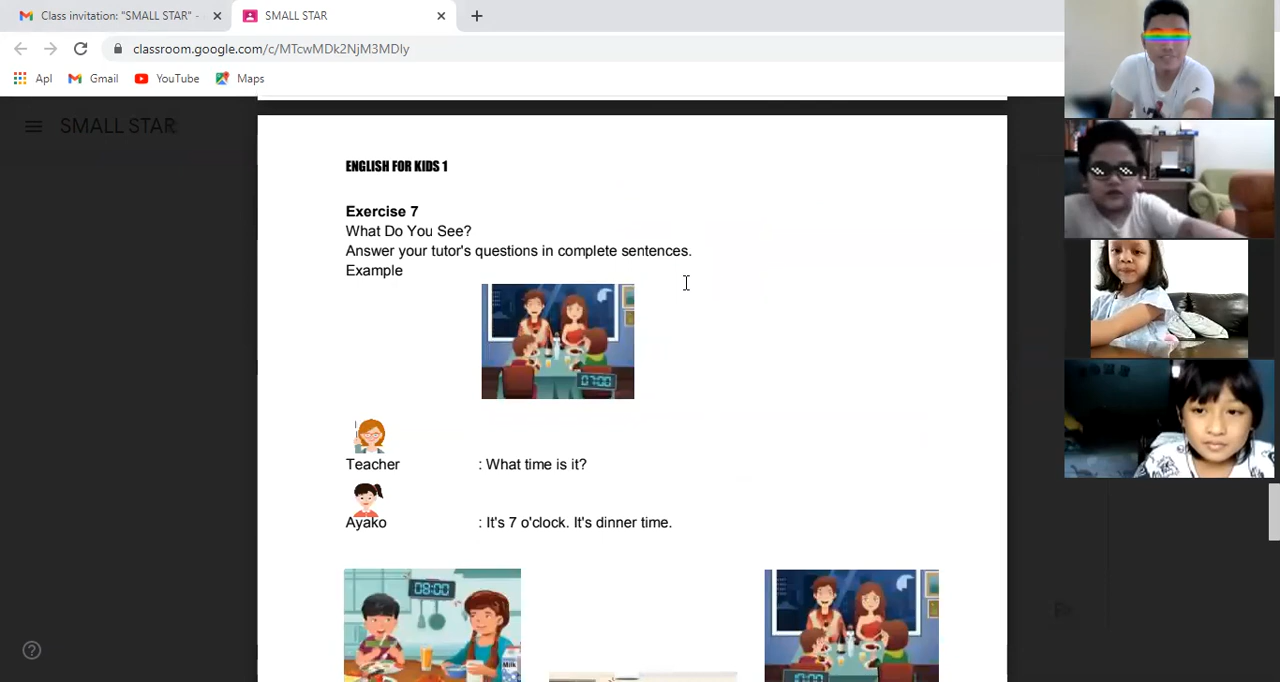 Class invitation: "SMALL STAR" -
SMALL STAR
classroom.google.com/c/MTcwMDk2NjM3MDIy
Apl Gmail YouTube Maps
SMALL STAR
ENGLISH FOR KIDS 1
Exercise 7
What Do You See?
Answer your tutor's questions in complete sentences.
Example
07:00
Teacher : What time is it?
Ayako : It's 7 o'clock. It's dinner time.
08:00
Milk